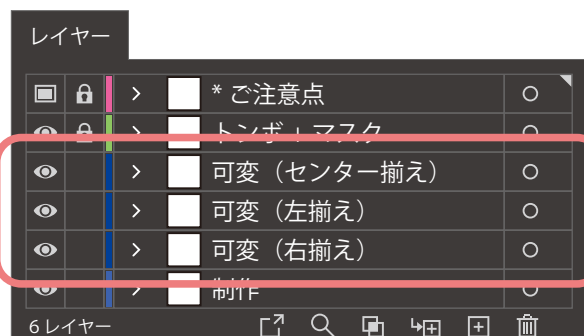 レイヤー
* ご注意点
トンボ + マスク
可変（センター揃え）
可変（左揃え）
可変（右揃え）
制作
6 レイヤー